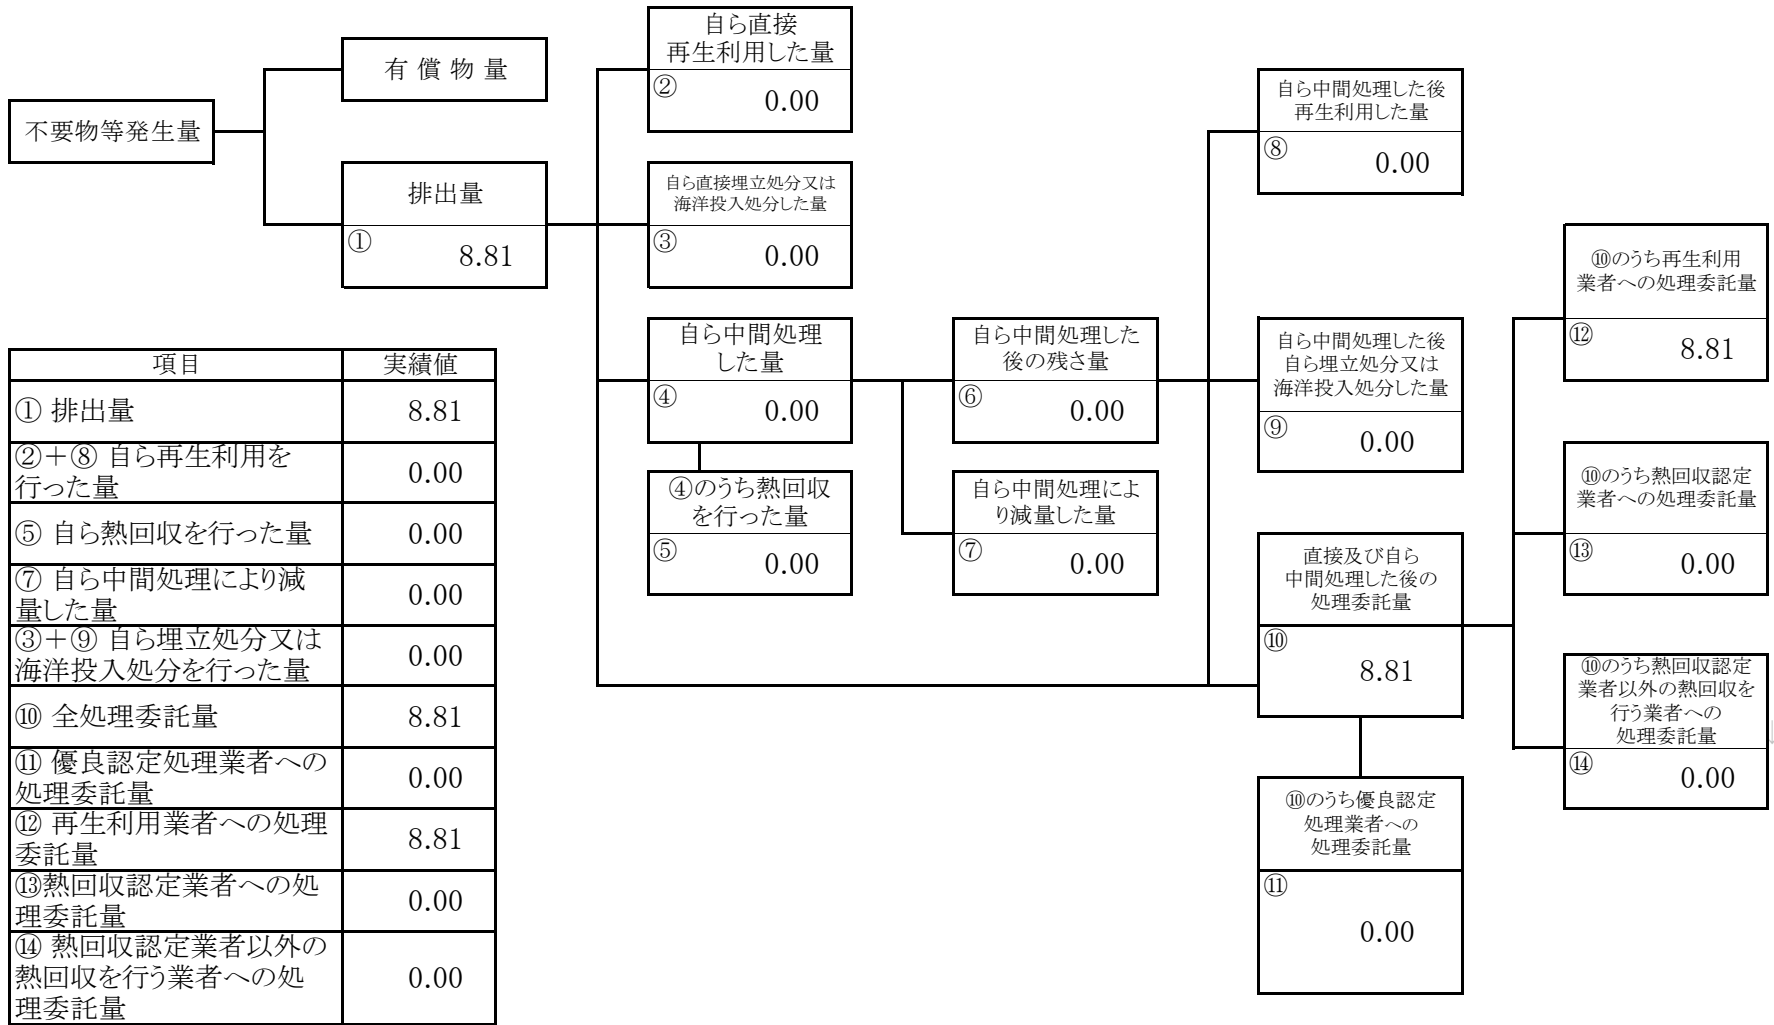 不要物等発生量
有 償 物 量
排出量
①
8.81
自ら直接
再生利用した量
②
0.00
自ら直接埋立処分又は
海洋投入処分した量
③
0.00
自ら中間処理
した量
④
0.00
④のうち熱回収
を行った量
⑤
0.00
自ら中間処理した
後の残さ量
⑥
0.00
自ら中間処理によ
り減量した量
⑦
0.00
自ら中間処理した後
再生利用した量
⑧
0.00
自ら中間処理した後
自ら埋立処分又は
海洋投入処分した量
⑨
0.00
直接及び自ら
中間処理した後の
処理委託量
⑩
8.81
⑩のうち優良認定
処理業者への
処理委託量
⑪
0.00
⑩のうち再生利用
業者への処理委託量
⑫
8.81
⑩のうち熱回収認定
業者への処理委託量
⑬
0.00
⑩のうち熱回収認定
業者以外の熱回収を
行う業者への
処理委託量
⑭
0.00
項目 実績値
① 排出量 8.81
②＋⑧ 自ら再生利用を
行った量 0.00
⑤ 自ら熱回収を行った量 0.00
⑦ 自ら中間処理により減
量した量 0.00
③＋⑨ 自ら埋立処分又は
海洋投入処分を行った量 0.00
⑩ 全処理委託量 8.81
⑪ 優良認定処理業者への
処理委託量 0.00
⑫ 再生利用業者への処理
委託量 8.81
⑬熱回収認定業者への処
理委託量 0.00
⑭ 熱回収認定業者以外の
熱回収を行う業者への処
理委託量 0.00